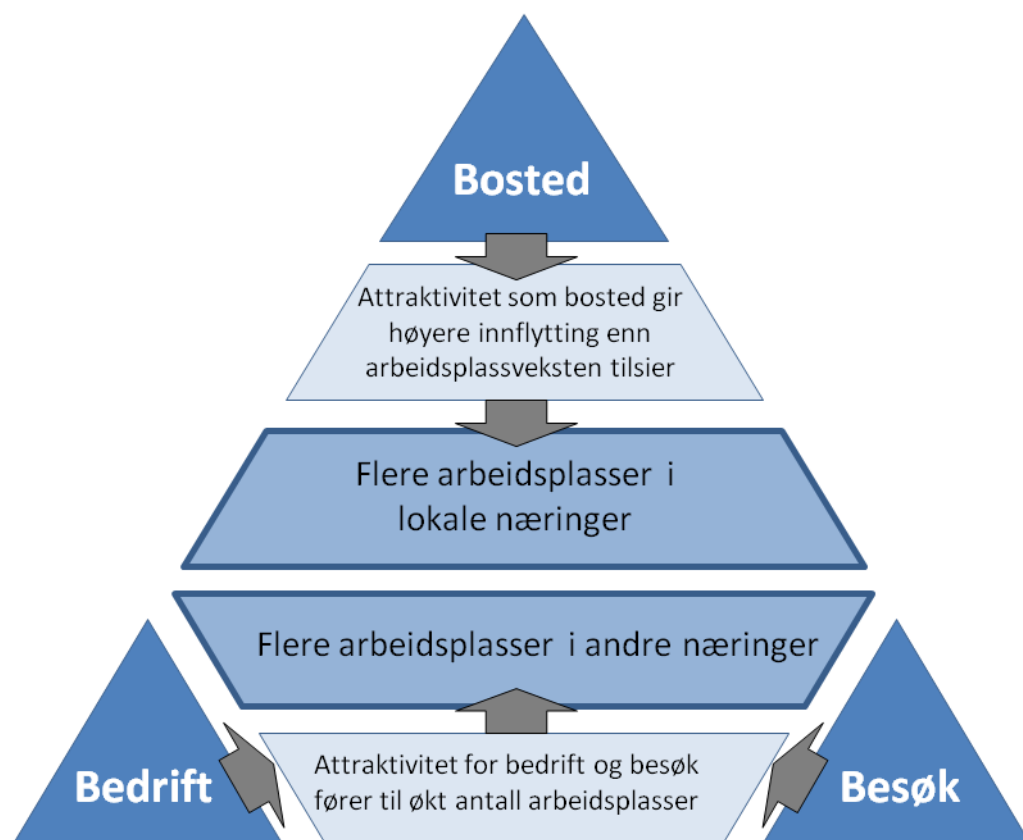 Bosted
Attraktivitet som bosted gir
høyere innflytting enn
arbeidsplassveksten tilsier
Flere arbeidsplasser i
lokale næringer
Flere arbeidsplasser i andre næringer
Bedrift
Attraktivitet for bedrift og besøk
fører til økt antall arbeidsplasser
Besøk